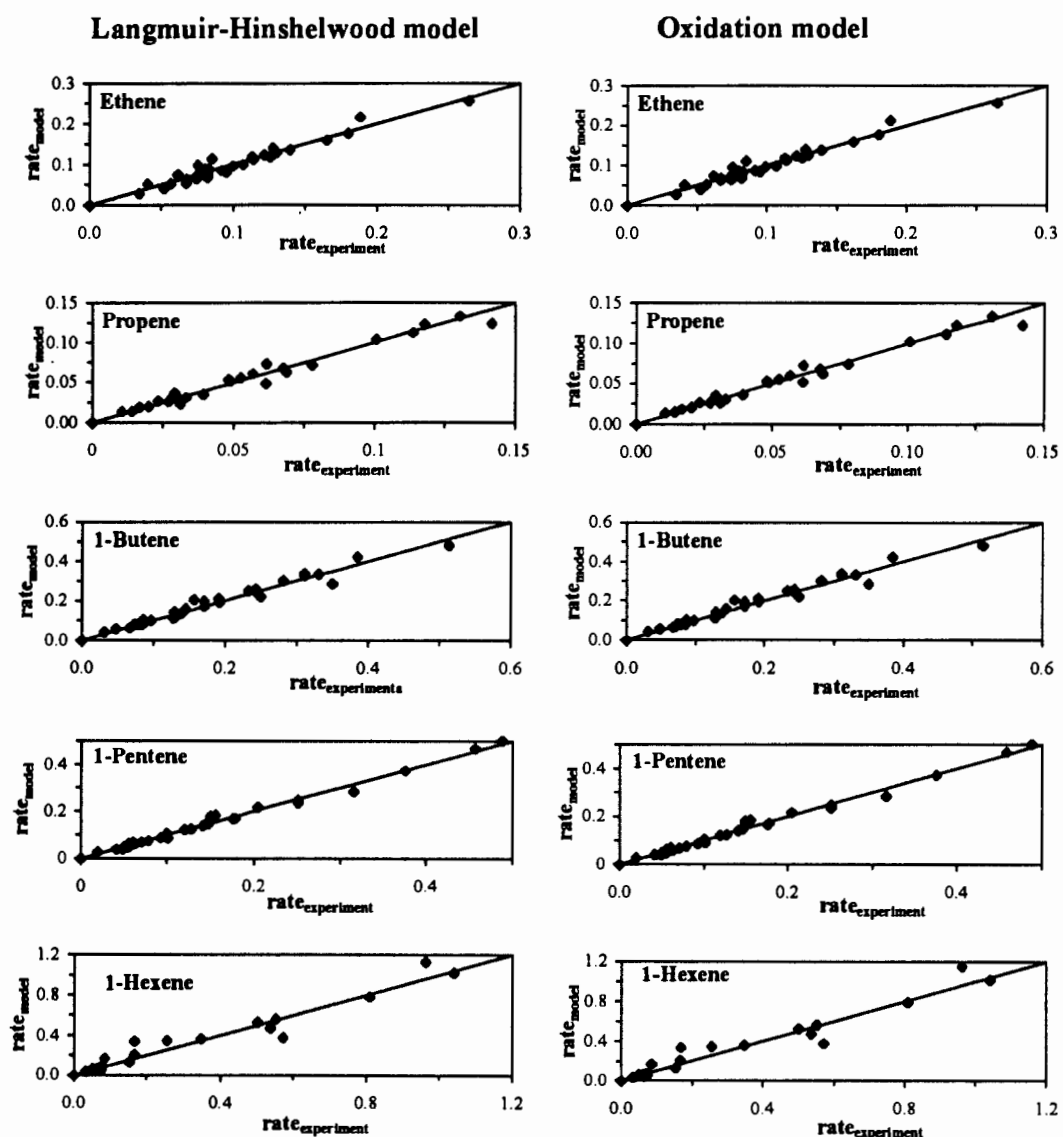 Langmuir-Hinshelwood model
Oxidation model
0.3
0.2
0.1
0.0
rate_model
Ethene
0.0 0.1 0.2 0.3
rate_experiment
0.3
0.2
0.1
0.0
rate_model
Ethene
0.0 0.1 0.2 0.3
rate_experiment
0.15
0.10
0.05
0.00
rate_model
Propene
0 0.05 0.10 0.15
rate_experiment
0.15
0.10
0.05
0.00
rate_model
Propene
0.00 0.05 0.10 0.15
rate_experiment
0.6
0.4
0.2
0.0
rate_model
1-Butene
0.0 0.2 0.4 0.6
rate_experimenta
0.6
0.4
0.2
0.0
rate_model
1-Butene
0.0 0.2 0.4 0.6
rate_experiment
0.4
0.2
0
rate_model
1-Pentene
0 0.2 0.4
rate_experiment
0.4
0.2
0
rate_model
1-Pentene
0.0 0.2 0.4
rate_experiment
1.2
0.8
0.4
0.0
rate_model
1-Hexene
0.0 0.4 0.8 1.2
rate_experiment
1.2
0.8
0.4
0.0
rate_model
1-Hexene
0.0 0.4 0.8 1.2
rate_experiment